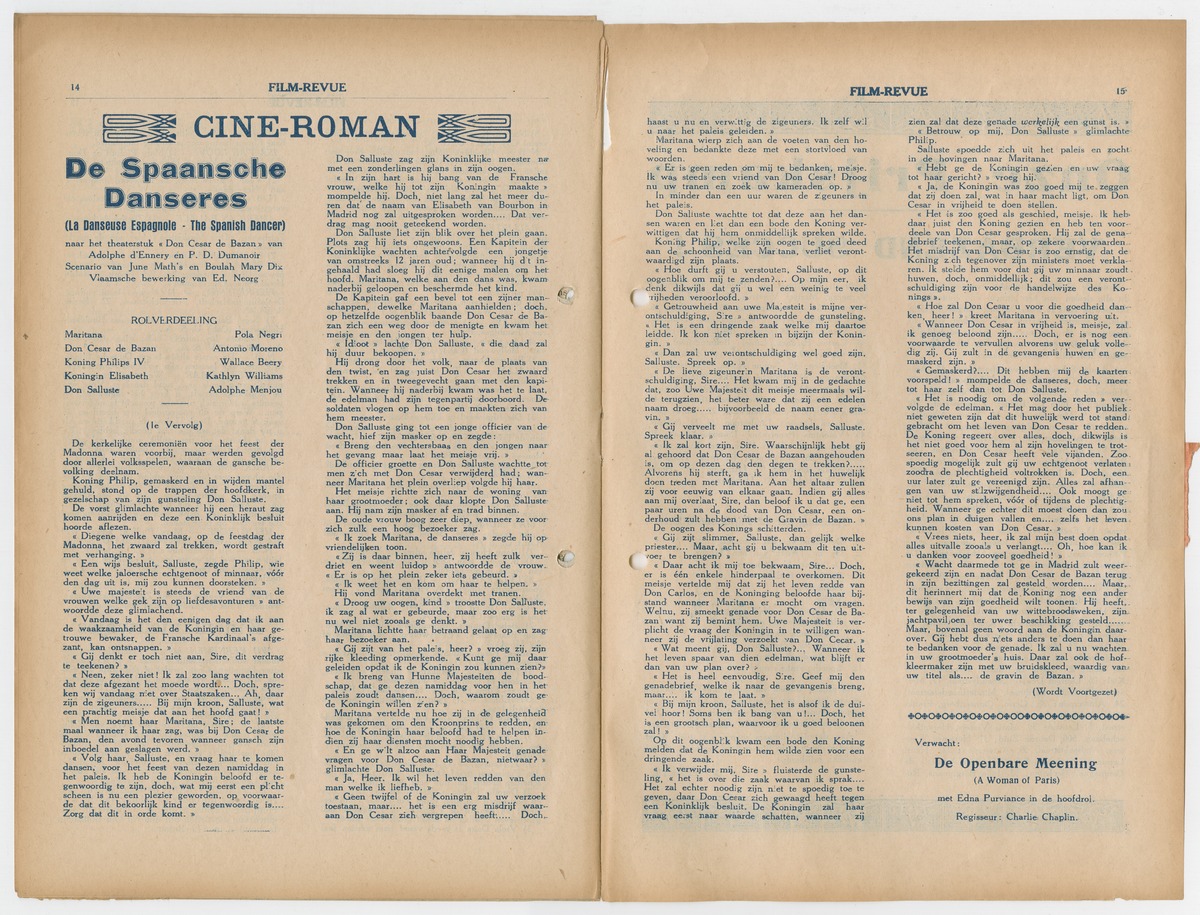 14
FILM-REVUE
CINE-ROMAN
De Spaansche
Danseres
(La Danseuse Espagnole - The Spanish Dancer)
naar het theaterstuk « Don Cesar de Bazan » van
Adolphe d'Ennery en P. D. Dumanoir
Scenario van June Math's en Beulah Mary Dix
Vlaamsche bewerking van Ed. Neorg
ROLVERDEELING
Maritana Pola Negri
Don Cesar de Bazan Antonio Moreno
Koning Philips IV Wallace Beery
Koningin Elisabeth Kathlyn Williams
Don Salluste Adolphe Menjou
(1e Vervolg)
De kerkelijke ceremoniën voor het feest der
Madonna waren voorbij, maar werden gevolgd
door allerlei volksspelen, waaraan de gansche be-
volking deelnam.
Koning Philip, gemaskerd en in wijden mantel
gehuld, stond op de trappen der hoofdkerk, in
gezelschap van zijn gunsteling Don Salluste.
De vorst glimlachte wanneer hij een heraut zag
komen aanrijden en deze een Koninklijk besluit
hoorde aflezen.
« Diegene welke vandaag, op de feestdag der
Madonna, het zwaard zal trekken, wordt gestraft
met verhanging. »
« Een wijs besluit, Salluste, zegde Philip, wie
weet welke jaloersche echtgenoot of minnaar, vóór
den dag uit is, mij zou kunnen doorsteken. »
« Uwe majesteit is steeds de vriend van de
vrouwen welke gek zijn op liefdesavonturen » ant-
woordde deze glimlachend.
« Vandaag is het den eenigen dag dat ik aan
de waakzaamheid van de Koningin en haar ge-
trouwe bewaker, de Fransche Kardinaal's afge-
zant, kan ontsnappen. »
« Gij denkt er toch niet aan, Sire, dit verdrag
te teekenen? »
« Neen, zeker niet! Ik zal zoo lang wachten tot
dat deze afgezant het moede wordt... Doch, spre-
ken wij vandaag niet over Staatszaken... Ah, daar
zijn de zigeuners..... Bij mijn kroon, Salluste, wat
een prachtig meisje dat aan het hoofd gaat! »
« Men noemt haar Maritana, Sire; de laatste
maal wanneer ik haar zag, was bij Don Cesar de
Bazan, den avond tevoren wanneer gansch zijn
inboedel aan geslagen werd. »
« Volg haar, Salluste, en vraag haar te komen
dansen, voor het feest van dezen namiddag in
het paleis. Ik heb de Koningin beloofd er te-
genwoordig te zijn, doch, wat mij eerst een plicht
scheen is nu een plezier geworden, op voorwaar-
de dat dit bekoorlijk kind er tegenwoordig is....
Zorg dat dit in orde komt. »
Don Salluste zag zijn Koninklijke meester na
met een zonderlingen glans in zijn oogen.
« In zijn hart is hij bang van de Fransche
vrouw, welke hij tot zijn Koningin maakte »
mompelde hij. Doch, niet lang zal het meer du-
ren dat de naam van Elisabeth van Bourbon in
Madrid nog zal uitgesproken worden.... Dat ver-
drag mag nooit geteekend worden.
Don Salluste liet zijn blik over het plein gaan.
Plots zag hij iets ongewoons. Een Kapitein der
Koninklijke wachten achtervolgde een jongetje
van omstreeks 12 jaren oud; wanneer hij d't in-
gehaald had sloeg hij dit eenige malen om het
hoofd. Maritana, welke aan den dans was, kwam
naderbij geloopen en beschermde het kind.
De Kapitein gaf een bevel tot een zijner man-
schappen, dewelke Maritana aanhielden; doch,
op hetzelfde oogenblik baande Don Cesar de Ba-
zan zich een weg door de menigte en kwam het
meisje en den jongen ter hulp.
« Idioot » lachte Don Salluste, « die daad zal
hij duur bekoopen. »
Hij drong door het volk, naar de plaats van
den twist, 'en zag juist Don Cesar het zwaard
trekken en in tweegevecht gaan met den kapi-
tein. Wanneer hij naderbij kwam was het te laat,
de edelman had zijn tegenpartij doorboord. De
soldaten vlogen op hem toe en maakten zich van
hem meester.
Don Salluste ging tot een jonge officier van de
wacht, hief zijn masker op en zegde:
« Breng den vechtersbaas en den jongen naar
het gevang maar laat het meisje vrij. »
De officier groette en Don Salluste wachtte tot
men zich met Don Cesar verwijderd had; wan-
neer Maritana het plein overliep volgde hij haar.
Het meisje richtte zich naar de woning van
haar grootmoeder; ook daar klopte Don Salluste
aan. Hij nam zijn masker af en trad binnen.
De oude vrouw boog zeer diep, wanneer ze voor
zich zulk een hoog bezoeker zag.
« Ik zoek Maritana, de danseres » zegde hij op
vriendelijken toon.
« Zij is daar binnen, heer, zij heeft zulk ver-
driet en weent luidop » antwoordde de vrouw.
« Er is op het plein zeker iets gebeurd. »
« Ik weet het en kom om haar te helpen. »
Hij vond Maritana overdekt met tranen.
« Droog uw oogen, kind » troostte Don Salluste,
ik zag al wat er gebeurde, maar zoo erg is het
nu wel niet zooals ge denkt. »
Maritana lichtte haar betraand gelaat op en zag
haar bezoeker aan.
« Gij zijt van het pale's, heer? » vroeg zij, zijn
rijke kleeding opmerkende. « Kunt ge mij daar
geleiden opdat ik de Koningin zou kunnen zien? »
« Ik breng van Hunne Majesteiten de bood-
schap, dat ge dezen namiddag voor hen in het
paleis zoudt dansen.... Doch, waarom zoudt ge
de Koningin willen z'en? »
Maritana vertelde nu hoe zij in de gelegenheid
was gekomen om den Kroonprins te redden, en
hoe de Koningin haar beloofd had te helpen in-
dien zij haar diensten mocht noodig hebben.
« En ge wilt alzoo aan Haar Majesteit genade
vragen voor Don Cesar de Bazan, nietwaar? »
glimlachte Don Salluste.
« Ja, Heer. Ik wil het leven redden van den
man welke ik liefheb. »
« Geen twijfel of de Koningin zal uw verzoek
toestaan, maar.... het is een erg misdrijf waar-
aan Don Cesar zich vergrepen heeft.... Doch,
FILM-REVUE
15
haast u nu en verwittig de zigeuners. Ik zelf wil
u naar het paleis geleiden. »
Maritana wierp zich aan de voeten van den ho-
veling en bedankte deze met een stortvloed van
woorden.
« Er is geen reden om mij te bedanken, meisje.
Ik was steeds een vriend van Don Cesar! Droog
nu uw tranen en zoek uw kameraden op. »
In minder dan een uur waren de zigeuners in
het paleis.
Don Salluste wachtte tot dat deze aan het dan-
sen waren en liet dan een bode den Koning ver-
wittigen dat hij hem onmiddellijk spreken wilde.
Koning Philip, welke zijn oogen te goed deed
aan de schoonheid van Maritana, verliet veront-
waardigd zijn plaats.
« Hoe durft gij u verstouten, Salluste, op dit
oogenblik om mij te zenden?.... Op mijn eer, ik
denk dikwijls dat gij u wel een weinig te veel
vrijheden veroorloofd. »
« Getrouwheid aan uwe Majesteit is mijne ver-
ontschuldiging, Sire » antwoordde de gunsteling.
« Het is een dringende zaak welke mij daartoe
leidde. Ik kon niet spreken in bijzijn der Konin-
gin. »
« Dan zal uw verontschuldiging wel goed zijn,
Salluste. Spreek op. »
« De lieve zigeunerin Maritana is de veront-
schuldiging, Sire.... Het kwam mij in de gedachte
dat, zoo Uwe Majesteit dit meisje meermaals wil-
de terugzien, het beter ware dat zij een edelen
naam droeg..... bijvoorbeeld de naam eener gra-
vin. »
« Gij verveelt me met uw raadsels, Salluste.
Spreek klaar. »
« Ik zal kort zijn, Sire. Waarschijnlijk hebt gij
al gehoord dat Don Cesar de Bazan aangehouden
is, om op dezen dag den degen te trekken?.....
Alvorens hij sterft, ga ik hem in het huwelijk
doen treden met Maritana. Aan het altaar zullen
zij voor eeuwig van elkaar gaan. Indien gij alles
aan mij overlaat, Sire, dan beloof ik u dat ge, een
paar uren na de dood van Don Cesar, een on-
derhoud zult hebben met de Gravin de Bazan. »
De oogen des Konings schitterden.
« Gij zijt slimmer, Salluste, dan gelijk welke
priester.... Maar, acht gij u bekwaam dit ten uit-
voer te brengen? »
« Daar acht ik mij toe bekwaam, Sire... Doch,
er is één enkele hinderpaal te overkomen. Dit
meisje vertelde mij dat zij het leven redde van
Don Carlos, en de Koninging beloofde haar bij-
stand wanneer Maritana er mocht om vragen.
Welnu, zij smeekt genade voor Don Cesar de Ba-
zan want zij bemint hem. Uwe Majesteit is ver-
plicht de vraag der Koningin in te willigen wan-
neer zij de vrijlating verzoekt van Don Cecar. »
« Wat meent gij, Don Salluste?... Wanneer ik
het leven spaar van dien edelman, wat blijft er
dan van uw plan over? »
« Het is heel eenvoudig, Sire. Geef mij den
genadebrief, welke ik naar de gevangenis breng,
maar.... ik kom te laat. »
« Bij mijn kroon, Salluste, het is alsof ik de dui-
vel hoor! Soms ben ik bang van u!... Doch, het
is een grootsch plan, waarvoor ik u goed beloonen
zal! »
Op dit oogenblik kwam een bode den Koning
melden dat de Koningin hem wilde zien voor een
dringende zaak.
« Ik verwijder mij, Sire » fluisterde de gunste-
ling, « het is over die zaak waarvan ik sprak....
Het zal echter noodig zijn niet te spoedig toe te
geven, daar Don Cesar zich gewaagd heeft tegen
een Koninklijk besluit. De Koningin zal haar
vraag eerst naar waarde schatten, wanneer zij
zien zal dat deze genade werkelijk een gunst is. »
« Betrouw op mij, Don Salluste » glimlachte
Philip.
Salluste spoedde zich uit het paleis en zocht
in de hovingen naar Maritana.
« Hebt ge de Koningin gezien en uw vraag
tot haar gericht? » vroeg hij.
« Ja, de Koningin was zoo goed mij te zeggen
dat zij doen zal, wat in haar macht ligt, om Don
Cesar in vrijheid te doen stellen.
« Het is zoo goed als geschied, meisje. Ik heb
daar juist den Koning gezien en heb ten voor-
deele van Don Cesar gesproken. Hij zal de gena-
debrief teekenen, maar, op zekere voorwaarden.
Het misdrijf van Don Cesar is zoo ernstig, dat de
Koning zich tegenover zijn ministers moet verkla-
ren. Ik stelde hem voor dat gij uw minnaar zoudt
huwen, doch, onmiddellijk; dit zou een veront-
schuldiging zijn voor de handelwijze des Ko-
nings ».
« Hoe zal Don Cesar u voor die goedheid dan-
ken, heer! » kreet Maritana in vervoering uit.
« Wanneer Don Cesar in vrijheid is, meisje, zal
ik genoeg beloond zijn.... Doch, er is nog een
voorwaarde te vervullen alvorens uw geluk volle-
dig zij. Gij zult in de gevangenis huwen en ge-
maskerd zijn. »
« Gemaskerd?.... Dit hebben mij de kaarten
voorspeld! » mompelde de danseres, doch, meer
tot haar zelf dan tot Don Salluste.
« Het is noodig om de volgende reden » ver-
volgde de edelman. « Het mag door het publiek
niet geweten zijn dat dit huwelijk werd tot stand
gebracht om het leven van Don Cesar te redden.
De Koning regeert over alles, doch, dikwijls is
het niet goed voor hem al zijn hovelingen te trot-
seeren, en Don Cesar heeft vele vijanden. Zoo
spoedig mogelijk zult gij uw echtgenoot verlaten
zoodra de plechtigheid voltrokken is. Doch, een
uur later zult ge vereenigd zijn. Alles zal afhan-
gen van uw stilzwijgendheid.... Ook moogt ge
niet tot hem spreken, vóór of tijdens de plechtig-
heid. Wanneer ge echter dit moest doen dan zou
ons plan in duigen vallen en.... zelfs het leven
kunnen kosten van Don Cesar. »
« Vrees niets, heer, ik zal mijn best doen opdat
alles uitvalle zooals u verlangt.... Oh, hoe kan ik
u danken voor zooveel goedheid! »
« Wacht daarmede tot ge in Madrid zult weer-
gekeerd zijn en nadat Don Cesar de Bazan terug
in zijn bezittingen zal gesteld worden.... Maar,
dit herinnert mij dat de Koning nog een ander
bewijs van zijn goedheid wilt toonen. Hij heeft,
ter gelegenheid van uw wittebroodsweken, zijn
jachtpaviljoen ter uwer beschikking gesteld......
Maar, bovenal geen woord aan de Koningin daar-
over. Gij hebt dus niets anders te doen dan haar
te bedanken voor de genade. Ik zal u nu wachten
in uw grootmoeder's huis. Daar zal ook de hof-
kleermaker zijn met uw bruidskleed, waardig van
uw titel als.... de gravin de Bazan. »
(Wordt Voortgezet)
Verwacht:
De Openbare Meening
(A Woman of Paris)
met Edna Purviance in de hoofdrol.
Regisseur: Charlie Chaplin.